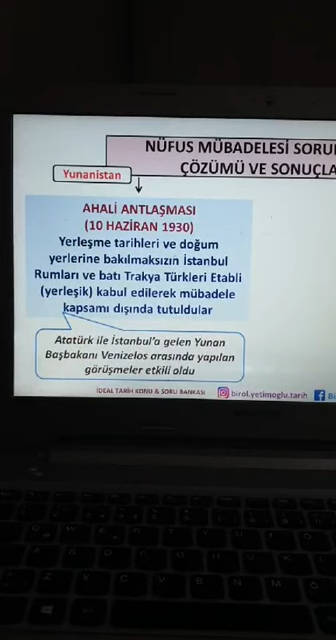 NÜFUS MÜBADELESİ
ÇÖZÜMÜ VE
Yunanistan
AHALİ ANTLAŞMASI
(10 HAZİRAN 1930)
Yerleşme tarihleri ve doğum
yerlerine bakılmaksızın İstanbul
Rumları ve batı Trakya Türkleri Etabli
(yerleşik) kabul edilerek mübadele
kapsamı dışında tutuldular
Atatürk ile İstanbul'a gelen Yunan
Başbakanı Venizelos arasında yapılan
görüşmeler etkili oldu
İDEAL TARİH KONU & SORU BANKASI
birol.yetimoglu.tarih